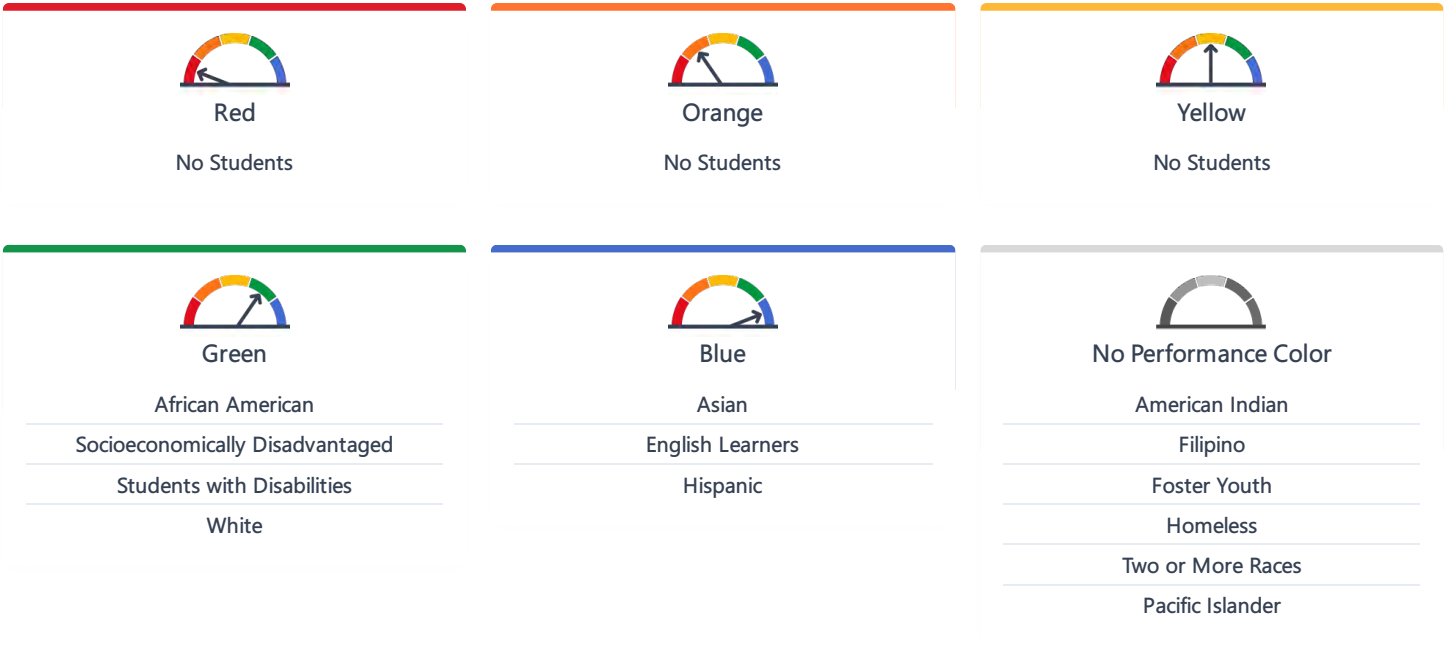 Red
No Students
Orange
No Students
Yellow
No Students
Green
African American
Socioeconomically Disadvantaged
Students with Disabilities
White
Blue
Asian
English Learners
Hispanic
No Performance Color
American Indian
Filipino
Foster Youth
Homeless
Two or More Races
Pacific Islander